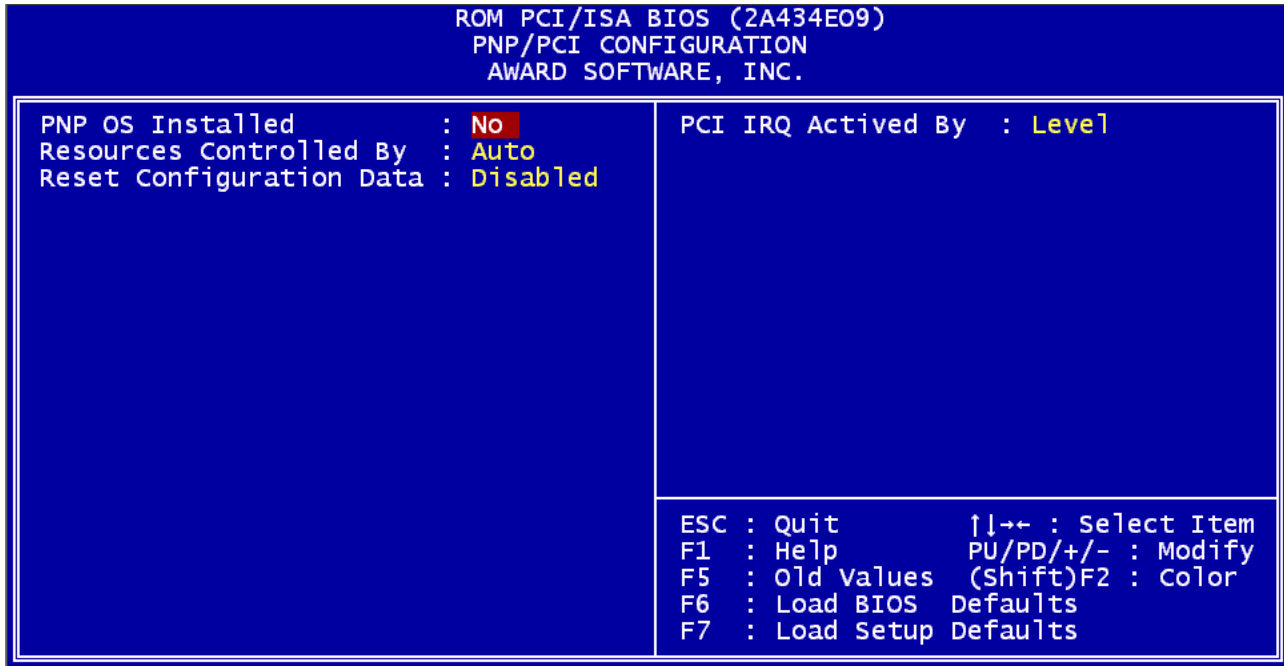 ROM PCI/ISA BIOS (2A434EO9)
PNP/PCI CONFIGURATION
AWARD SOFTWARE, INC.
PNP OS Installed : No
Resources Controlled By : Auto
Reset Configuration Data : Disabled
PCI IRQ Actived By : Level
ESC : Quit ↑↓→← : Select Item
F1 : Help PU/PD/+/- : Modify
F5 : Old Values (Shift)F2 : Color
F6 : Load BIOS Defaults
F7 : Load Setup Defaults